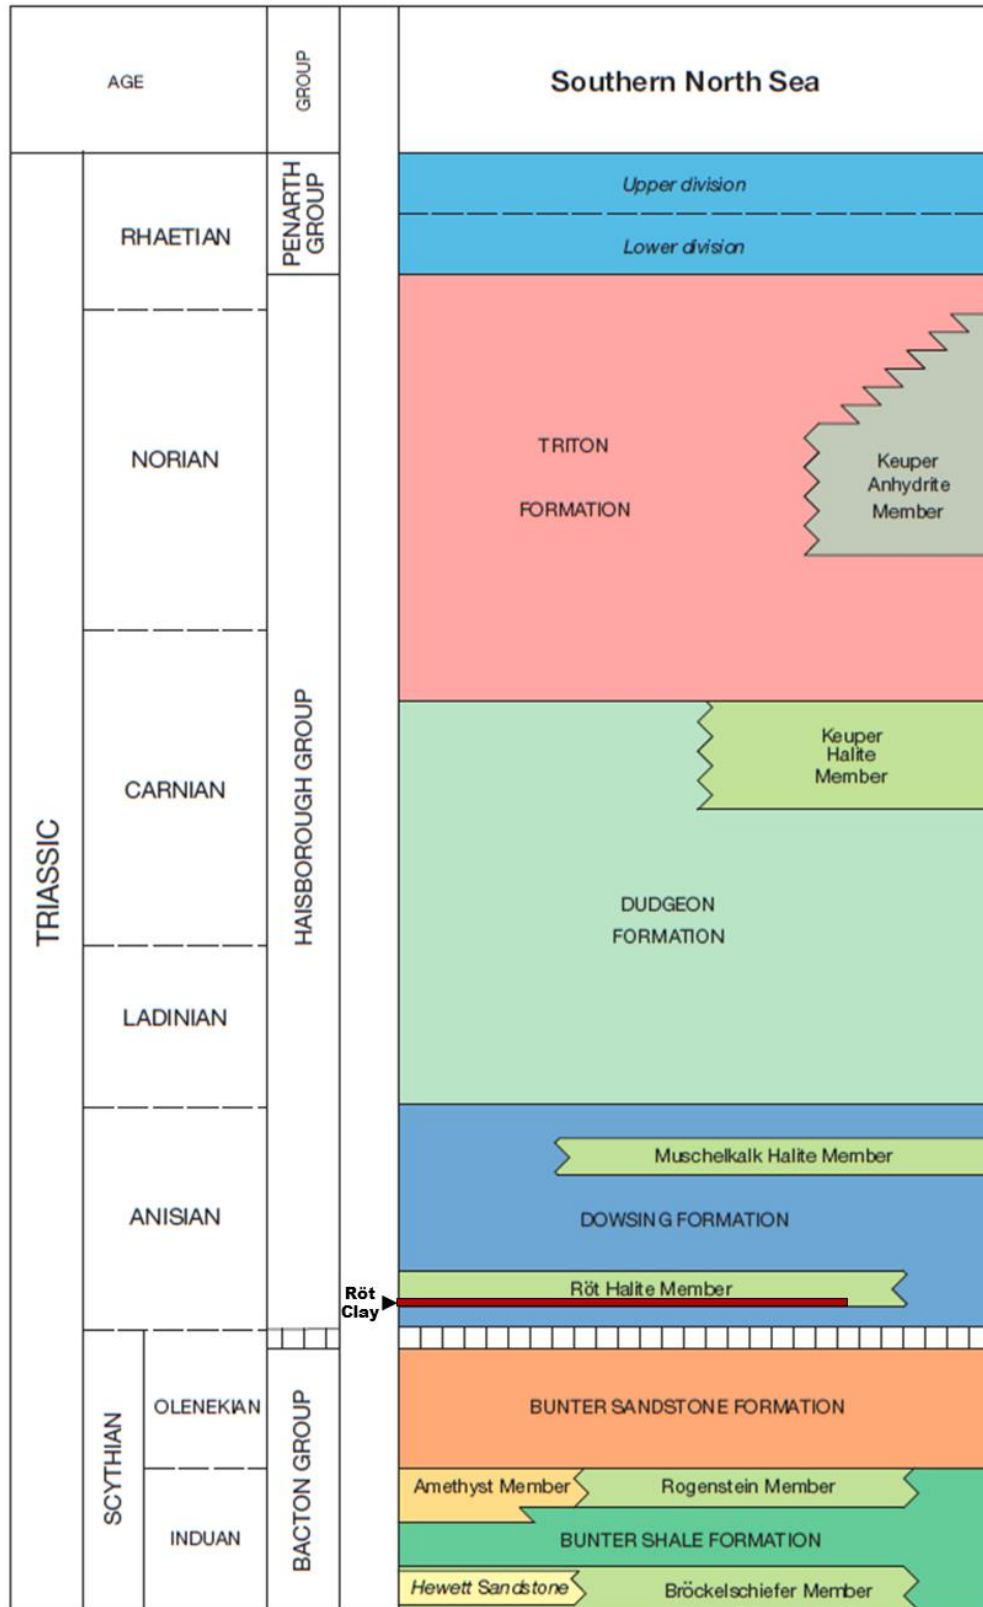 AGE
GROUP
Southern North Sea
TRIASSIC
RHAETIAN
NORIAN
CARNIAN
LADINIAN
ANISIAN
SCYTHIAN
OLENEKIAN
INDUAN
PENARTH
GROUP
HAISBOROUGH GROUP
BACTON GROUP
Upper division
Lower division
TRITON
FORMATION
Keuper
Anhydrite
Member
Keuper
Halite
Member
DUDGEON
FORMATION
Muschelkalk Halite Member
DOWSING FORMATION
Röt
Clay
Röt Halite Member
BUNTER SANDSTONE FORMATION
Amethyst Member
Rogenstein Member
BUNTER SHALE FORMATION
Hewett Sandstone
Bröckelschiefer Member